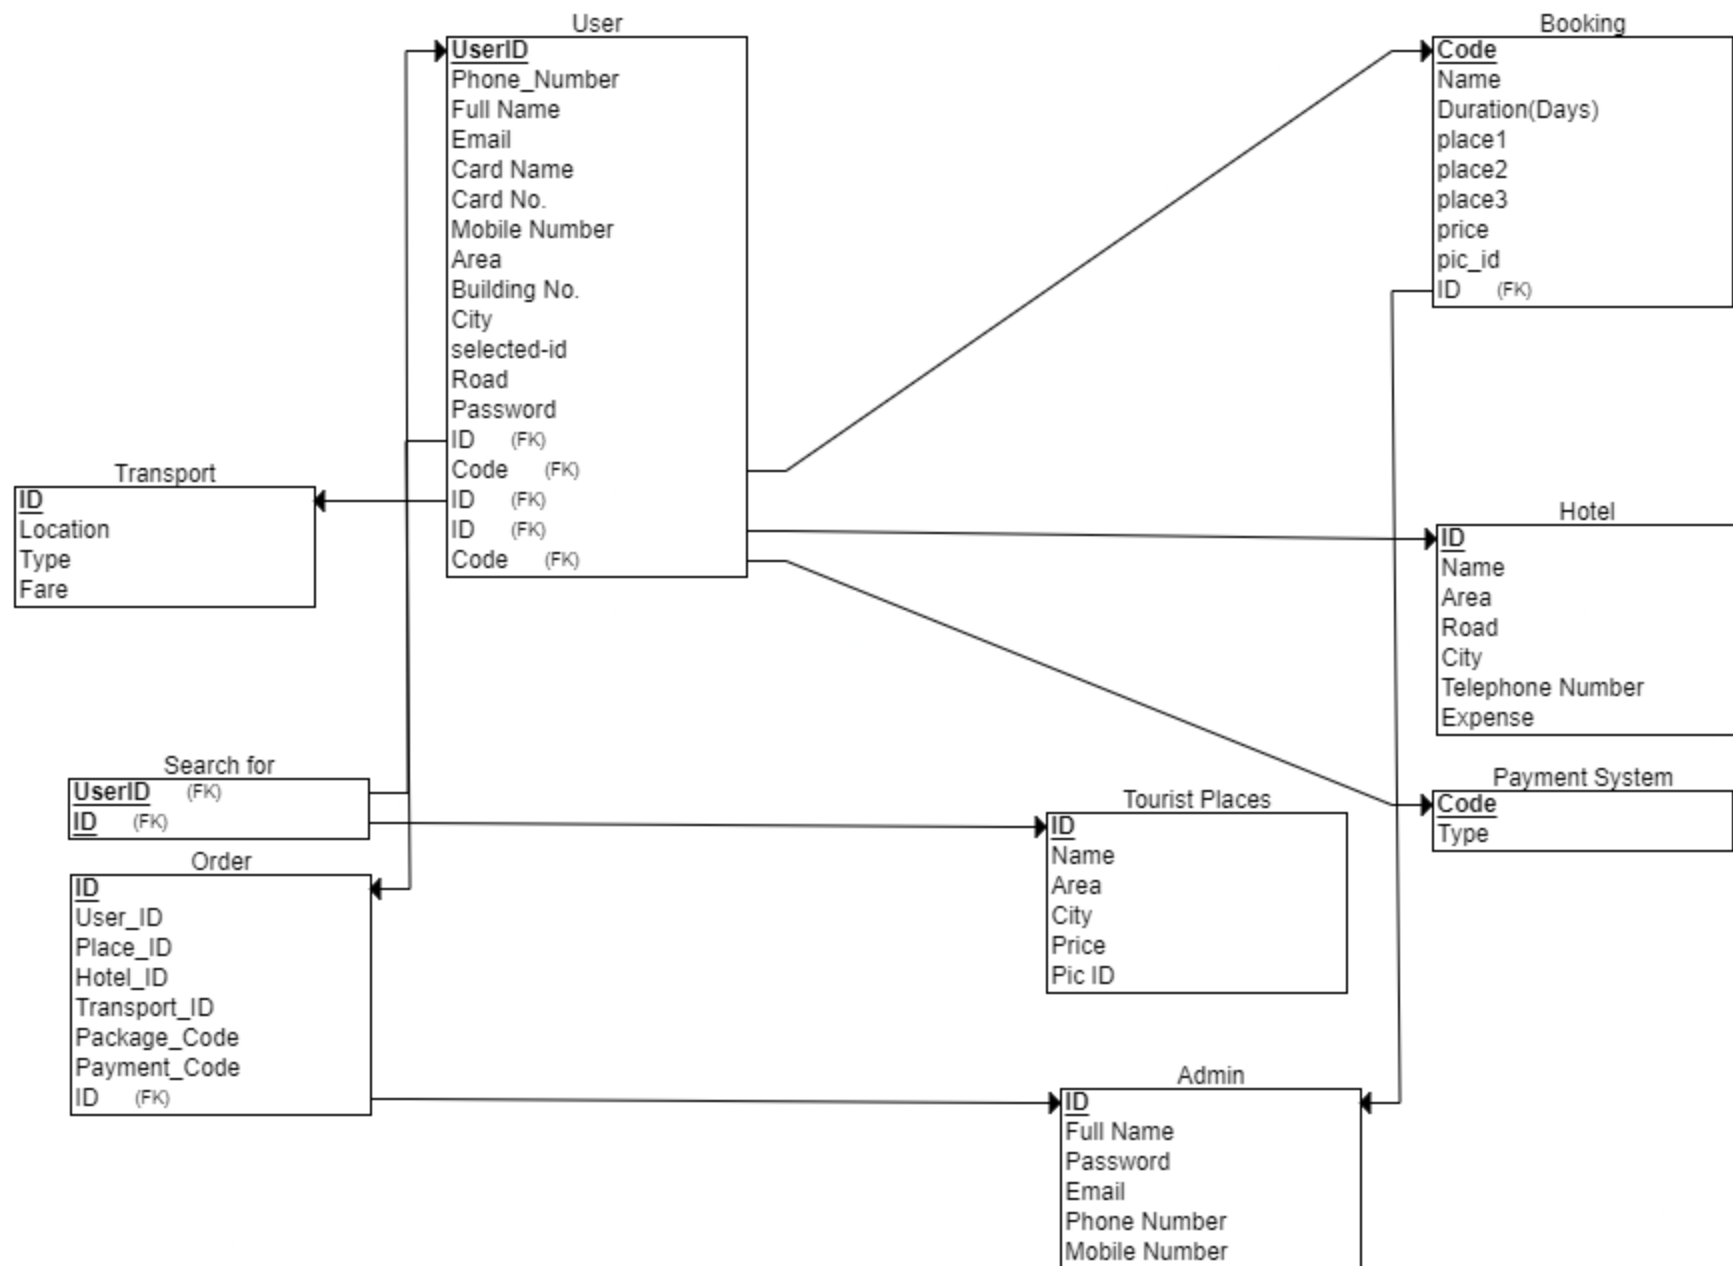 User
UserID
Phone_Number
Full Name
Email
Card Name
Card No.
Mobile Number
Area
Building No.
City
selected-id
Road
Password
ID (FK)
Code (FK)
ID (FK)
ID (FK)
Code (FK)
Booking
Code
Name
Duration(Days)
place1
place2
place3
price
pic_id
ID (FK)
Transport
ID
Location
Type
Fare
Hotel
ID
Name
Area
Road
City
Telephone Number
Expense
Search for
UserID (FK)
ID (FK)
Tourist Places
ID
Name
Area
City
Price
Pic ID
Payment System
Code
Type
Order
ID
User_ID
Place_ID
Hotel_ID
Transport_ID
Package_Code
Payment_Code
ID (FK)
Admin
ID
Full Name
Password
Email
Phone Number
Mobile Number